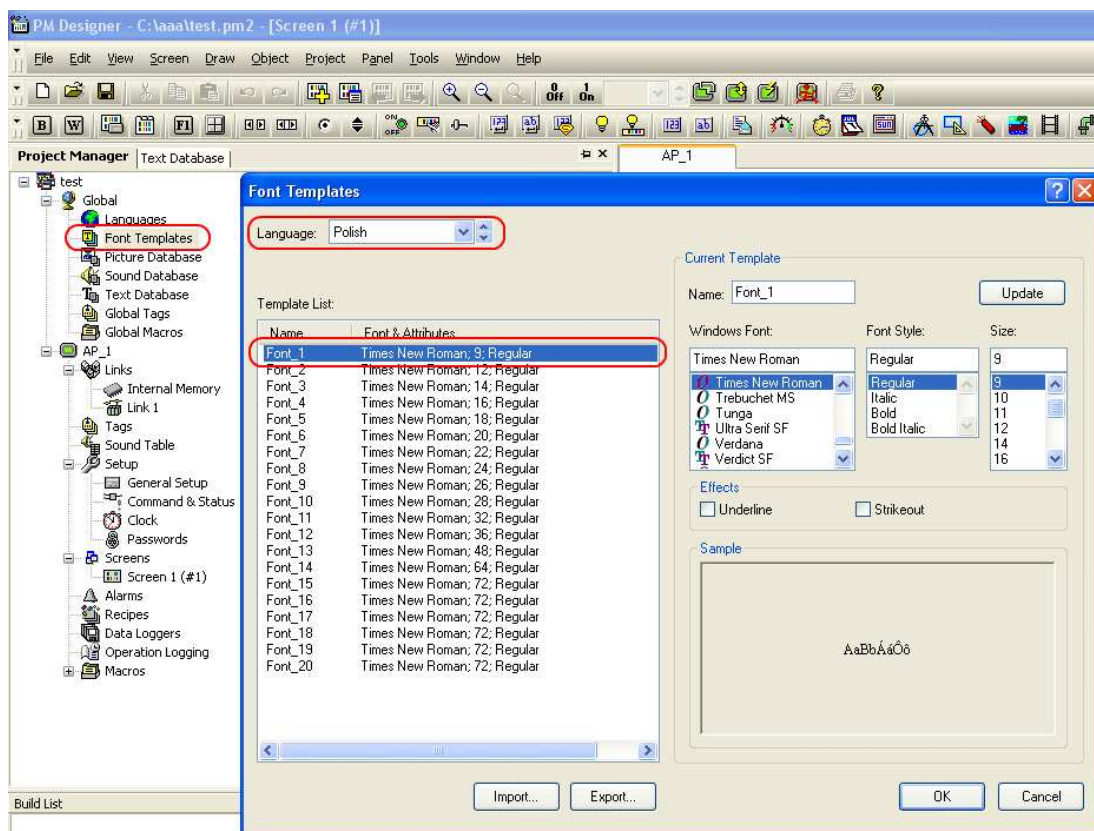 PM Designer - C:\aaa\test.pm2 - [Screen 1 (#1)]
File Edit View Screen Draw Object Project Panel Tools Window Help
0 Off 1 On
B W F1
Project Manager Text Database
AP_1
test
Global
Languages
Font Templates
Picture Database
Sound Database
Text Database
Global Tags
Global Macros
AP_1
Links
Internal Memory
Link 1
Tags
Sound Table
Setup
General Setup
Command & Status
Clock
Passwords
Screens
Screen 1 (#1)
Alarms
Recipes
Data Loggers
Operation Logging
Macros
Build List
Font Templates
Language: Polish
Template List:
Name Font & Attributes
Font_1 Times New Roman; 9; Regular
Font_2 Times New Roman; 12; Regular
Font_3 Times New Roman; 14; Regular
Font_4 Times New Roman; 16; Regular
Font_5 Times New Roman; 18; Regular
Font_6 Times New Roman; 20; Regular
Font_7 Times New Roman; 22; Regular
Font_8 Times New Roman; 24; Regular
Font_9 Times New Roman; 26; Regular
Font_10 Times New Roman; 28; Regular
Font_11 Times New Roman; 32; Regular
Font_12 Times New Roman; 36; Regular
Font_13 Times New Roman; 48; Regular
Font_14 Times New Roman; 64; Regular
Font_15 Times New Roman; 72; Regular
Font_16 Times New Roman; 72; Regular
Font_17 Times New Roman; 72; Regular
Font_18 Times New Roman; 72; Regular
Font_19 Times New Roman; 72; Regular
Font_20 Times New Roman; 72; Regular
Import... Export...
Current Template
Name: Font_1 Update
Windows Font: Font Style: Size:
Times New Roman Regular 9
Times New Roman Regular 9
Trebuchet MS Italic 10
Tunga Bold 11
Ultra Serif SF Bold Italic 12
Verdana 14
Verdict SF 16
Effects
Underline Strikeout
Sample
AaBbÁáÔô
OK Cancel